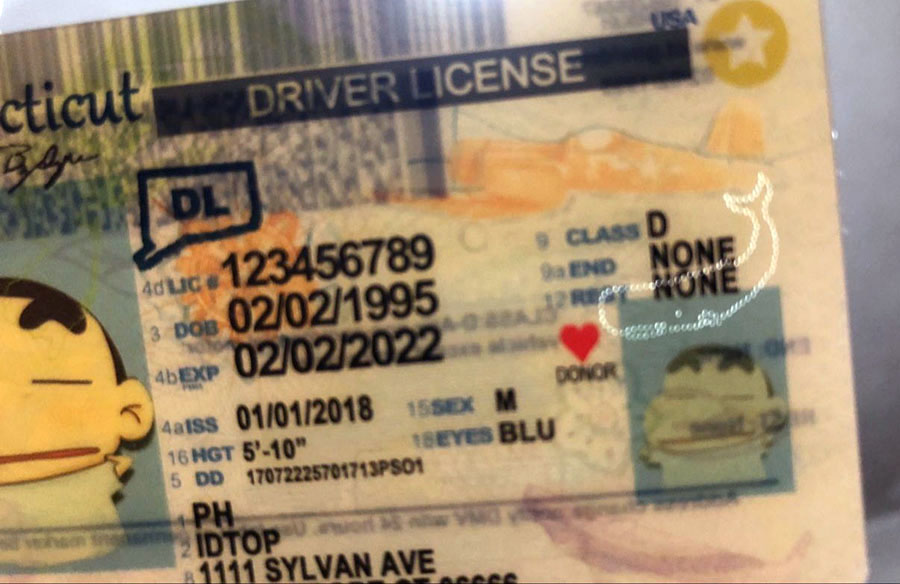 USA
cticut DRIVER LICENSE
DL
4d LIC # 123456789
9 CLASS D
3 DOB 02/02/1995
9a END NONE
12 REST NONE
4b EXP 02/02/2022
DONOR
4a ISS 01/01/2018
15 SEX M
16 HGT 5'-10"
18 EYES BLU
5 DD 17072225701713PSO1
1 PH
2 IDTOP
8 1111 SYLVAN AVE